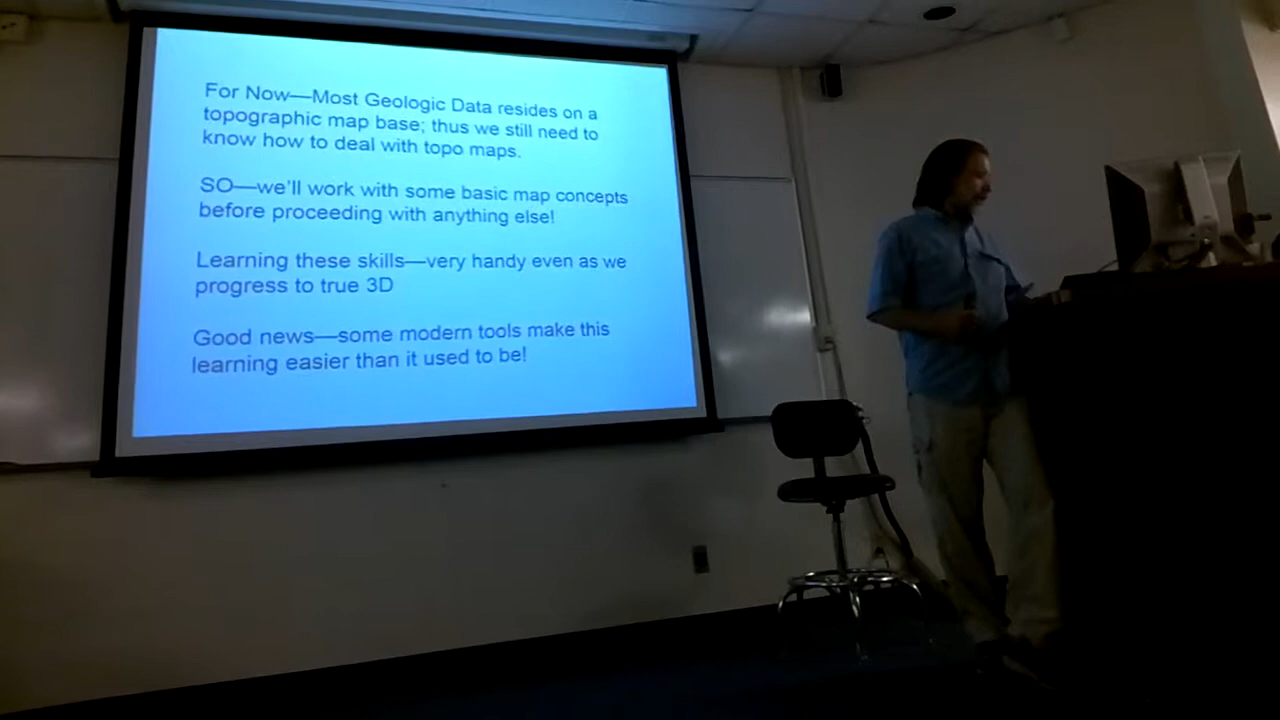 For Now—Most Geologic Data resides on a
topographic map base; thus we still need to
know how to deal with topo maps.
SO—we'll work with some basic map concepts
before proceeding with anything else!
Learning these skills—very handy even as we
progress to true 3D
Good news—some modern tools make this
learning easier than it used to be!